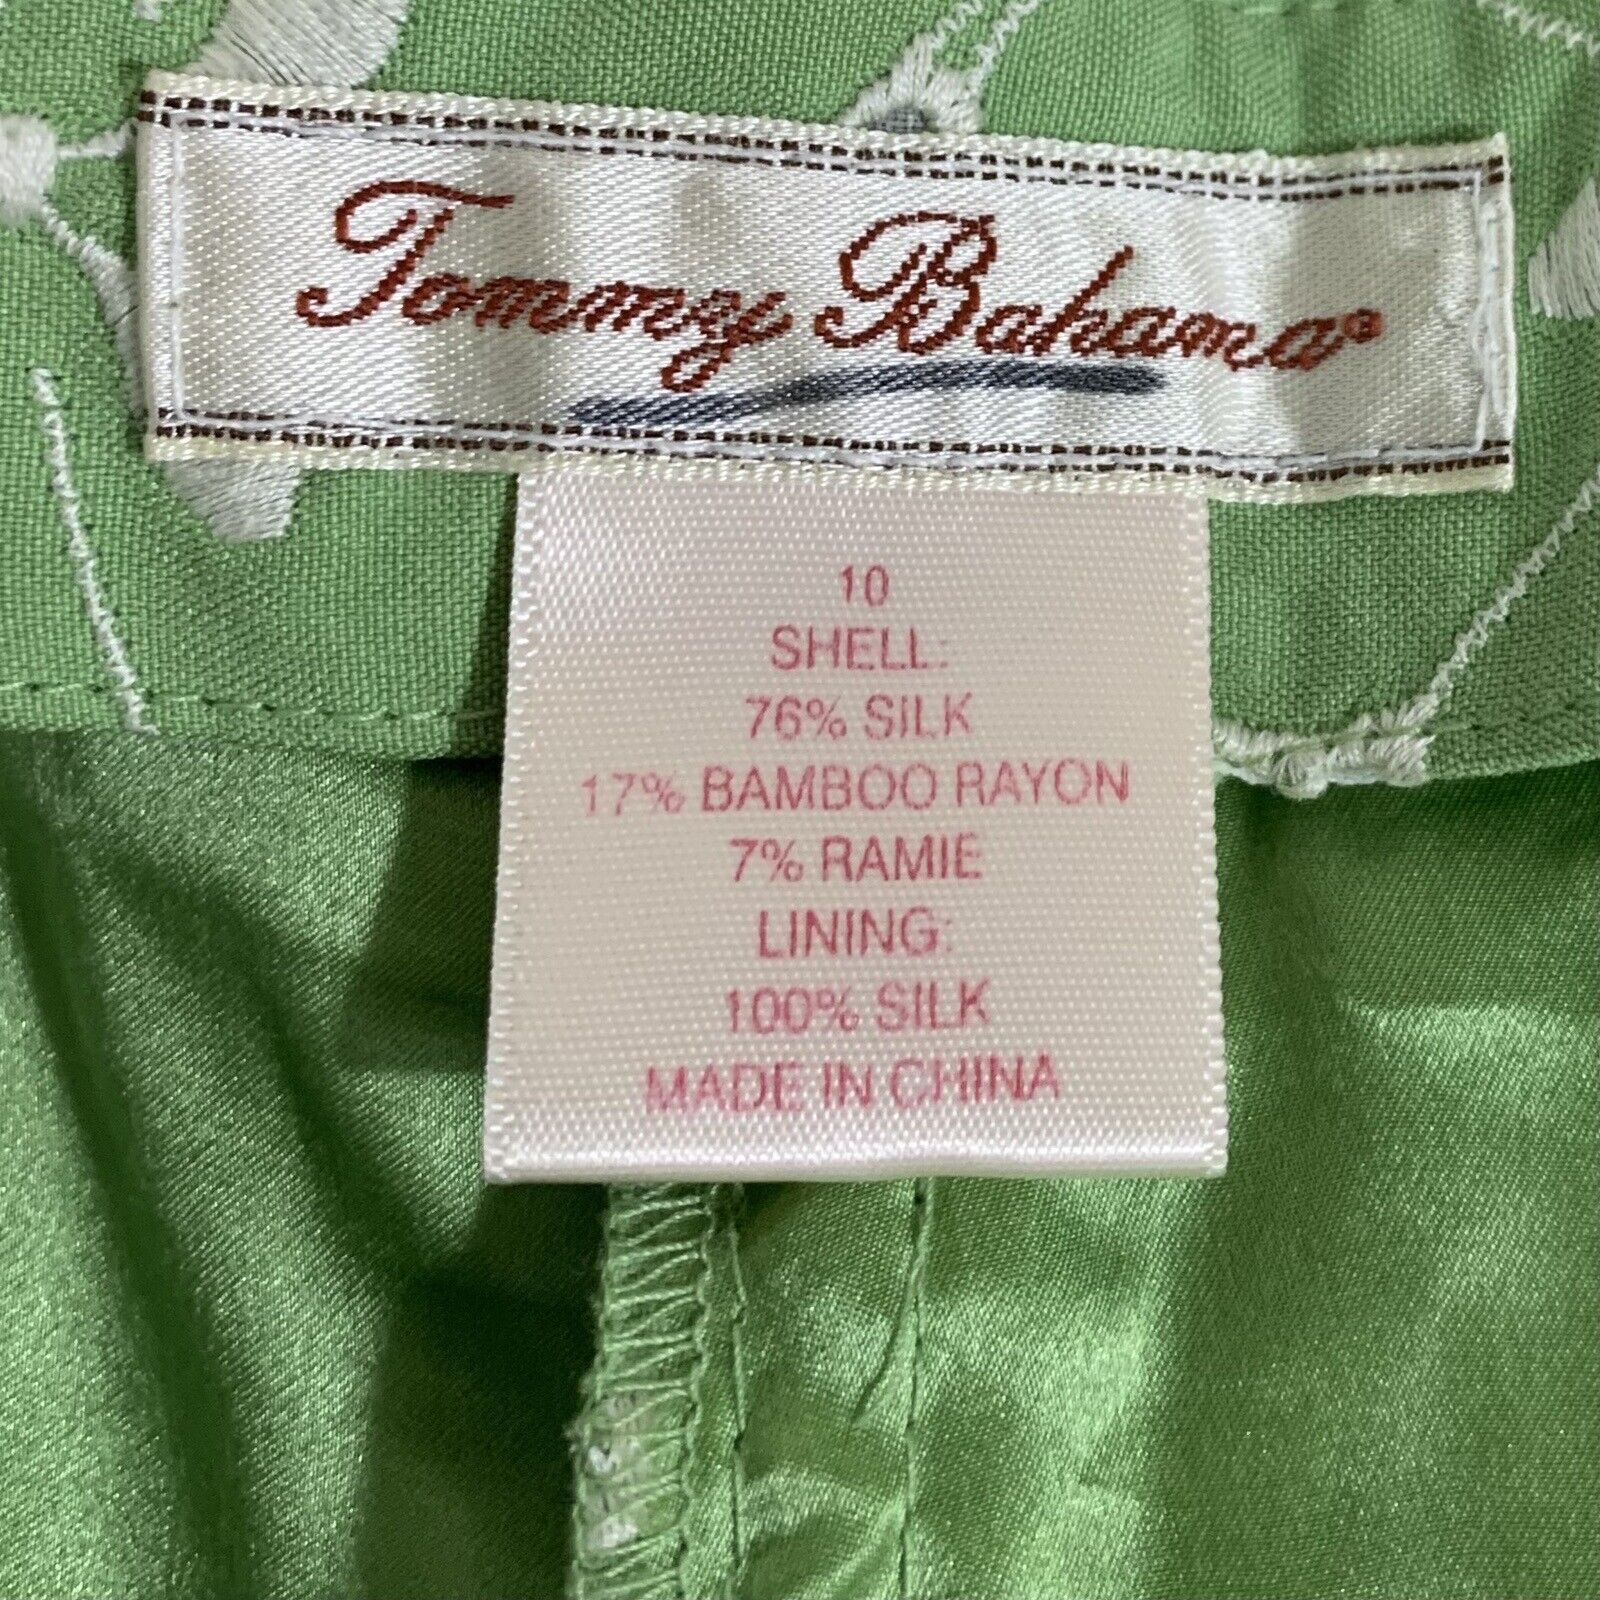 Tommy Bahama®
10
SHELL:
76% SILK
17% BAMBOO RAYON
7% RAMIE
LINING:
100% SILK
MADE IN CHINA